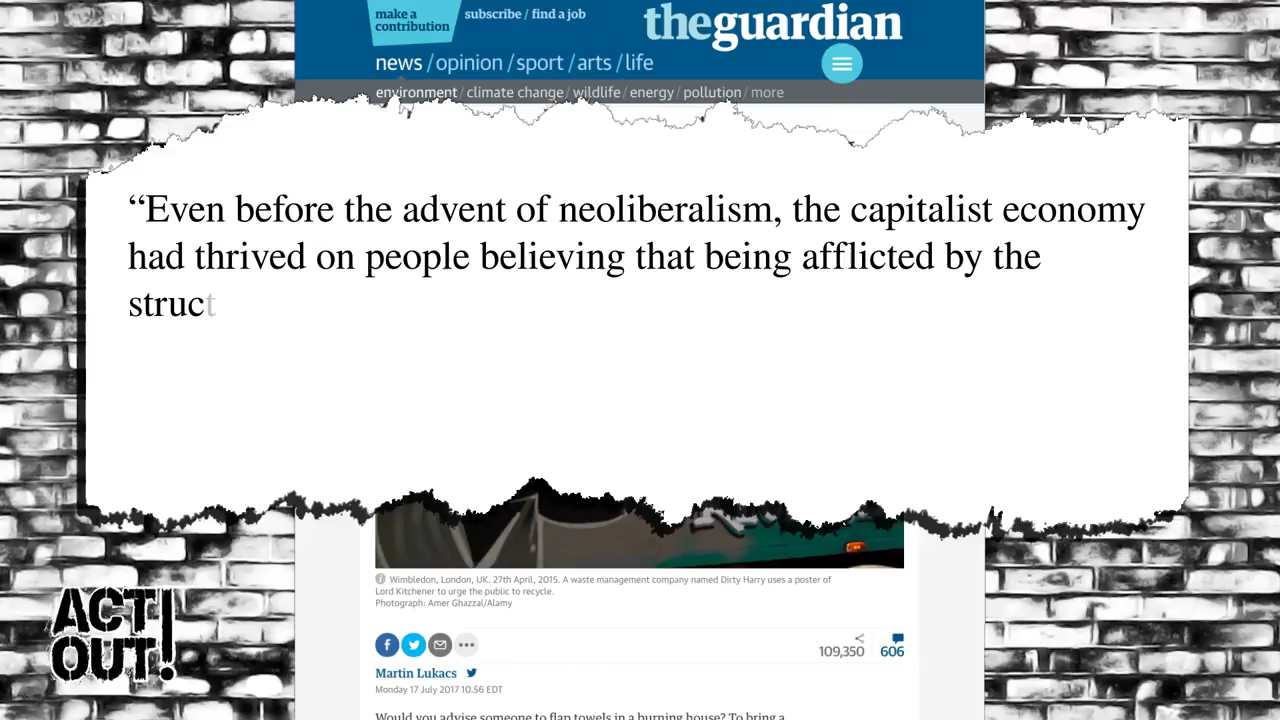 make a
contribution
subscribe / find a job
theguardian
news / opinion / sport / arts / life
environment / climate change / wildlife / energy / pollution / more
“Even before the advent of neoliberalism, the capitalist economy
had thrived on people believing that being afflicted by the
struct
Wimbledon, London, UK. 27th April, 2015. A waste management company named Dirty Harry uses a poster of
Lord Kitchener to urge the public to recycle.
Photograph: Amer Ghazzal/Alamy
109,350
606
Martin Lukacs
Monday 17 July 2017 10.56 EDT
Would you advise someone to flap towels in a burning house? To bring a
ACT
OUT!